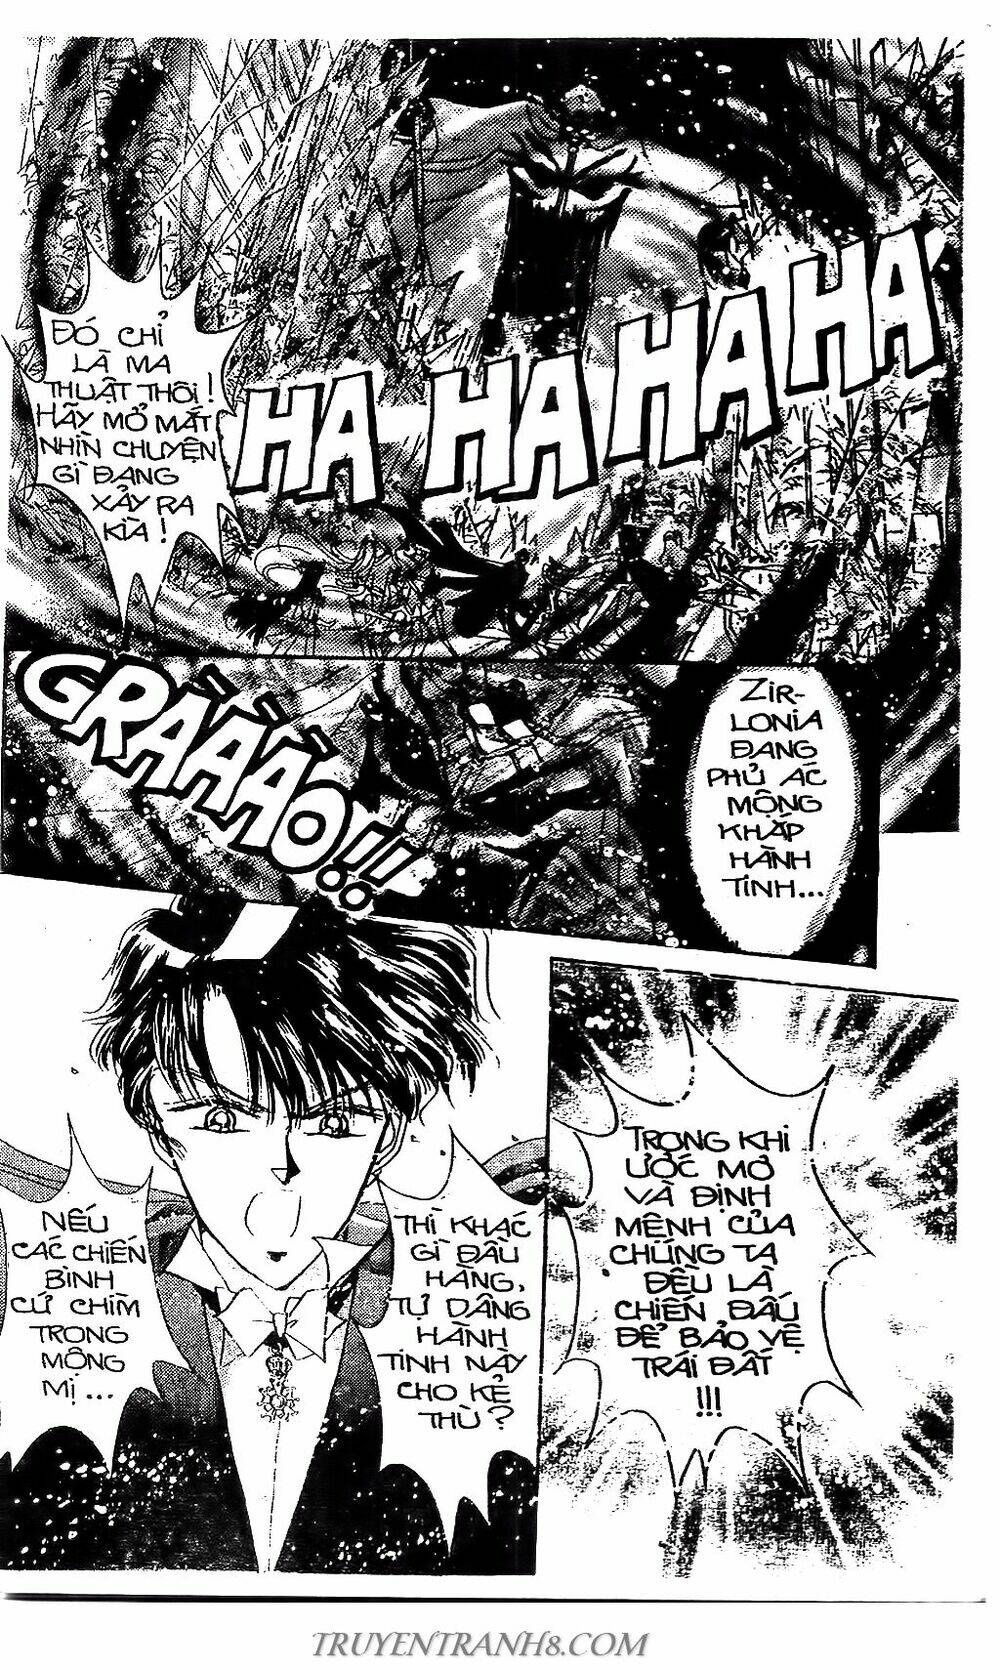 ĐÓ CHỈ
LÀ MA
THUẬT THÔI!
HÃY MỞ MẮT
NHÌN CHUYỆN
GÌ ĐANG
XẢY RA
KÌA!
HA HA HA HA
GRÀÀÀO!!
ZIR-
LONIA
ĐANG
PHỦ ÁC
MỘNG
KHẮP
HÀNH
TINH...
NẾU
CÁC CHIẾN
BINH
CỨ CHÌM
TRONG
MỘNG
MỊ...
THÌ KHÁC
GÌ ĐẦU
HÀNG,
TỰ DÂNG
HÀNH
TINH NÀY
CHO KẺ
THÙ?
TRONG KHI
ƯỚC MƠ
VÀ ĐỊNH
MỆNH CỦA
CHÚNG TA
ĐỀU LÀ
CHIẾN ĐẤU
ĐỂ BẢO VỆ
TRÁI ĐẤT
!!!
TRUYENTRANH8.COM